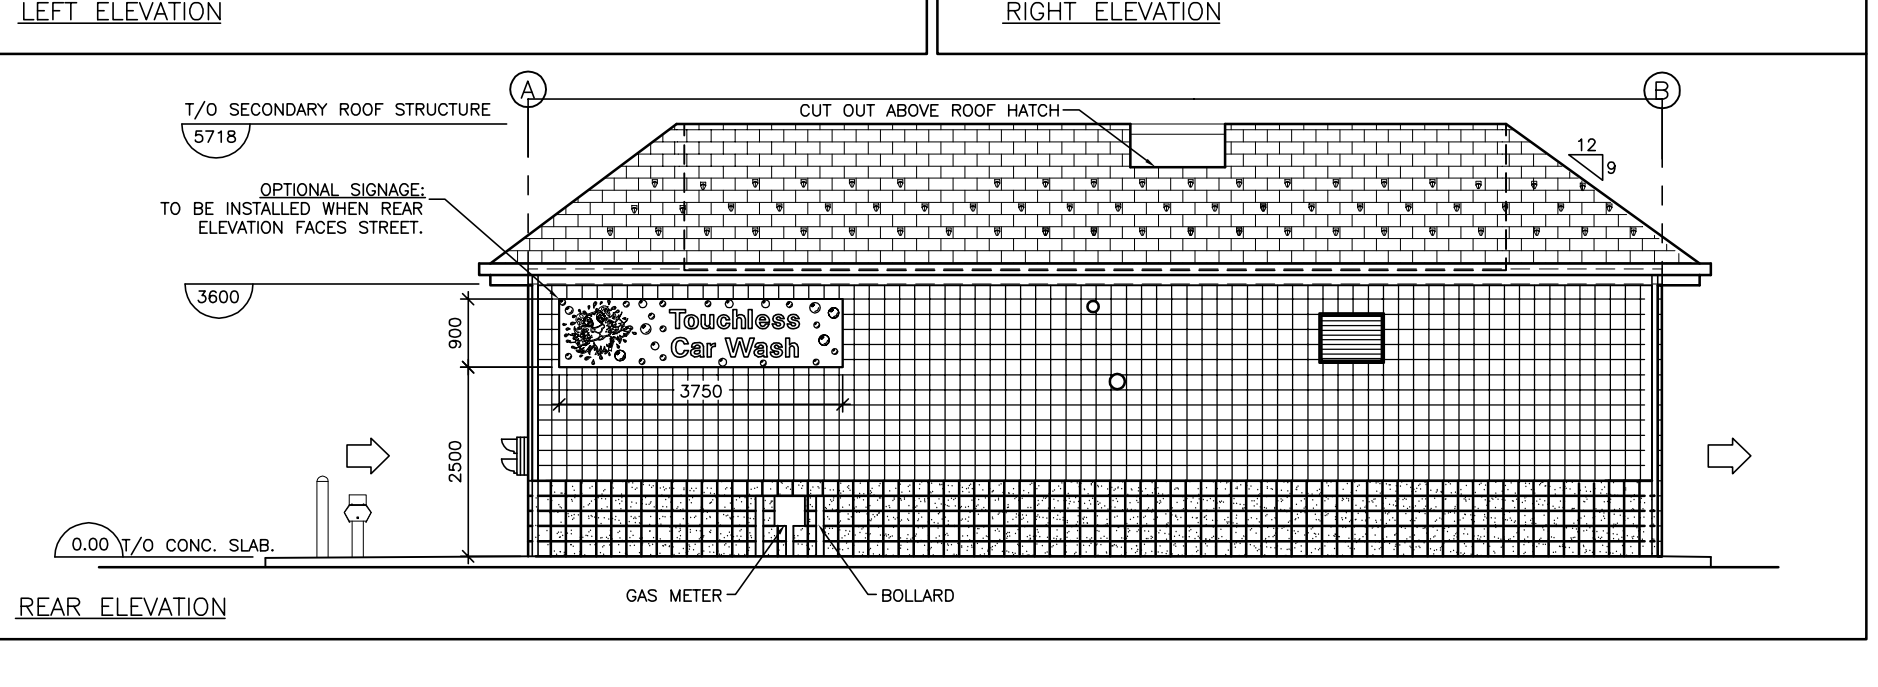 LEFT ELEVATION
RIGHT ELEVATION
A
B
T/O SECONDARY ROOF STRUCTURE
5718
CUT OUT ABOVE ROOF HATCH
12
9
OPTIONAL SIGNAGE:
TO BE INSTALLED WHEN REAR
ELEVATION FACES STREET.
3600
900
Touchless
Car Wash
3750
2500
0.00
T/O CONC. SLAB.
GAS METER
BOLLARD
REAR ELEVATION